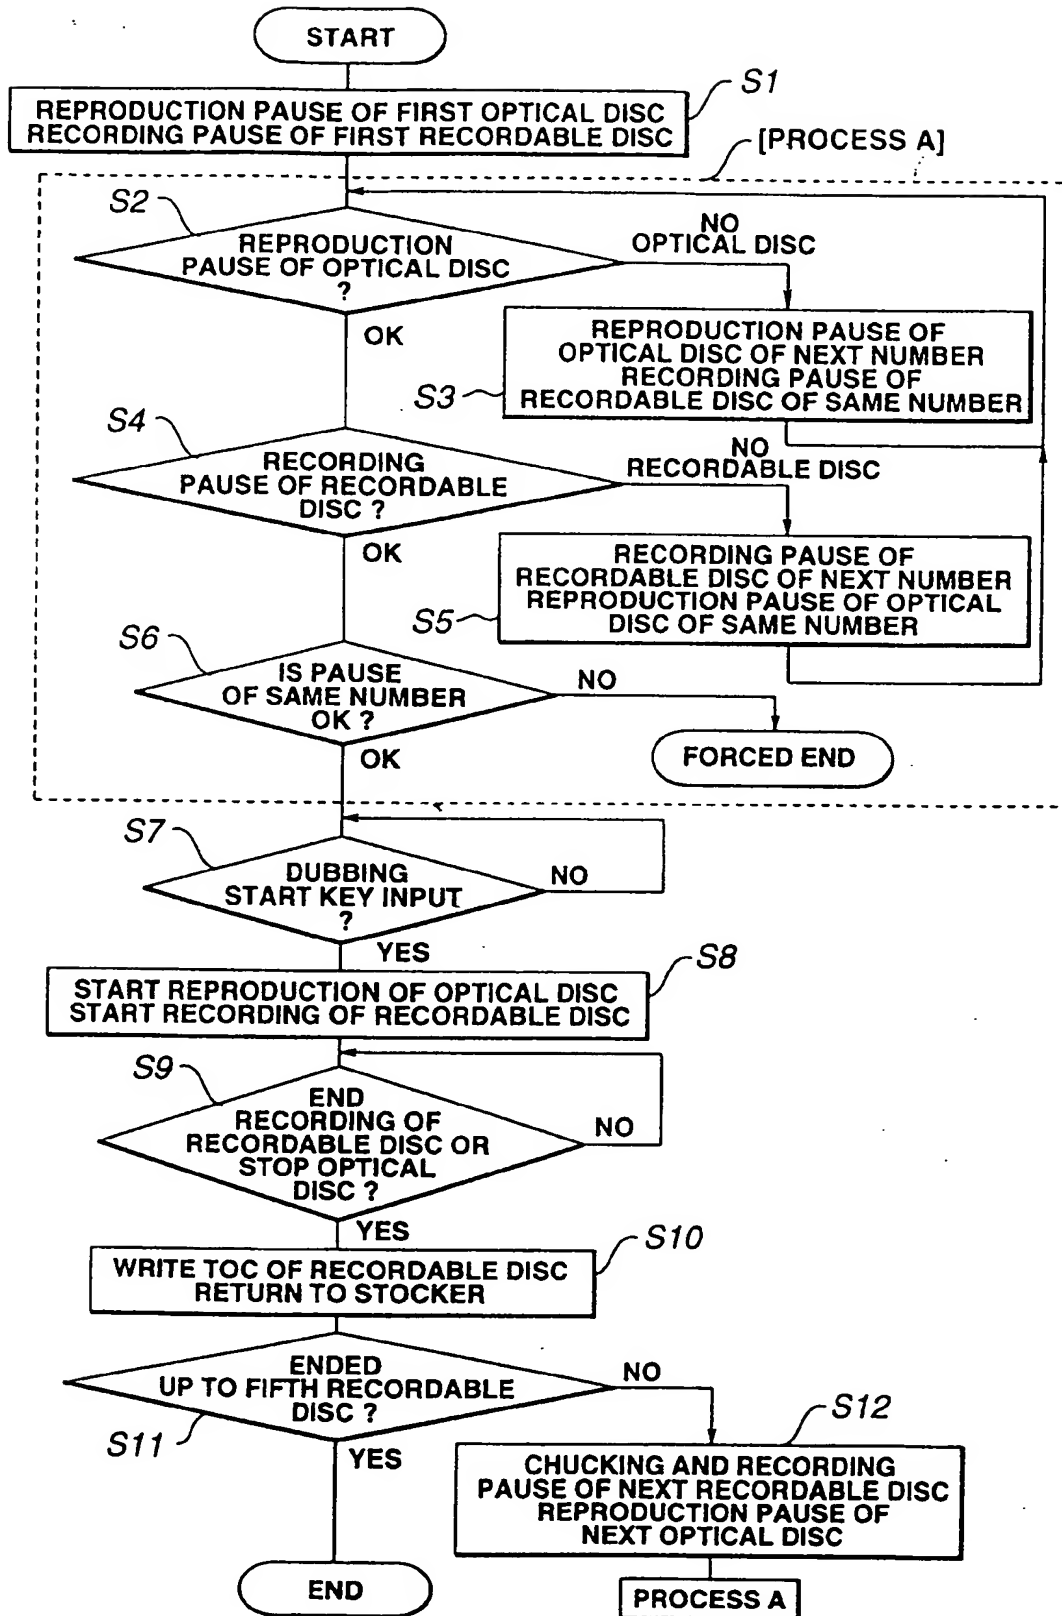 START
S1
REPRODUCTION PAUSE OF FIRST OPTICAL DISC
RECORDING PAUSE OF FIRST RECORDABLE DISC
[PROCESS A]
S2
REPRODUCTION
PAUSE OF OPTICAL DISC
?
NO
OPTICAL DISC
OK
S3
REPRODUCTION PAUSE OF
OPTICAL DISC OF NEXT NUMBER
RECORDING PAUSE OF
RECORDABLE DISC OF SAME NUMBER
S4
RECORDING
PAUSE OF RECORDABLE
DISC ?
NO
RECORDABLE DISC
OK
S5
RECORDING PAUSE OF
RECORDABLE DISC OF NEXT NUMBER
REPRODUCTION PAUSE OF OPTICAL
DISC OF SAME NUMBER
S6
IS PAUSE
OF SAME NUMBER
OK ?
NO
OK
FORCED END
S7
DUBBING
START KEY INPUT
?
NO
YES
S8
START REPRODUCTION OF OPTICAL DISC
START RECORDING OF RECORDABLE DISC
S9
END
RECORDING OF
RECORDABLE DISC OR
STOP OPTICAL
DISC ?
NO
YES
S10
WRITE TOC OF RECORDABLE DISC
RETURN TO STOCKER
ENDED
UP TO FIFTH RECORDABLE
DISC ?
NO
S11
YES
S12
CHUCKING AND RECORDING
PAUSE OF NEXT RECORDABLE DISC
REPRODUCTION PAUSE OF
NEXT OPTICAL DISC
END
PROCESS A